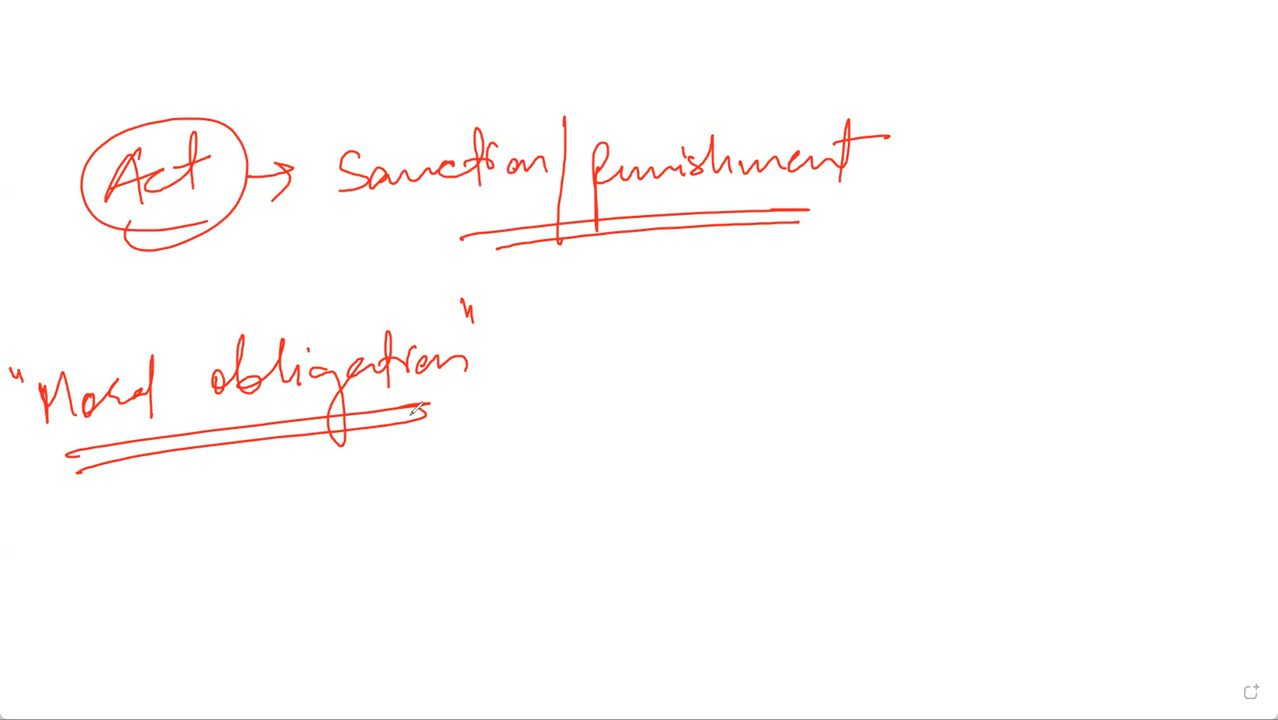 Act → Sanction / Punishment
"Moral obligation"